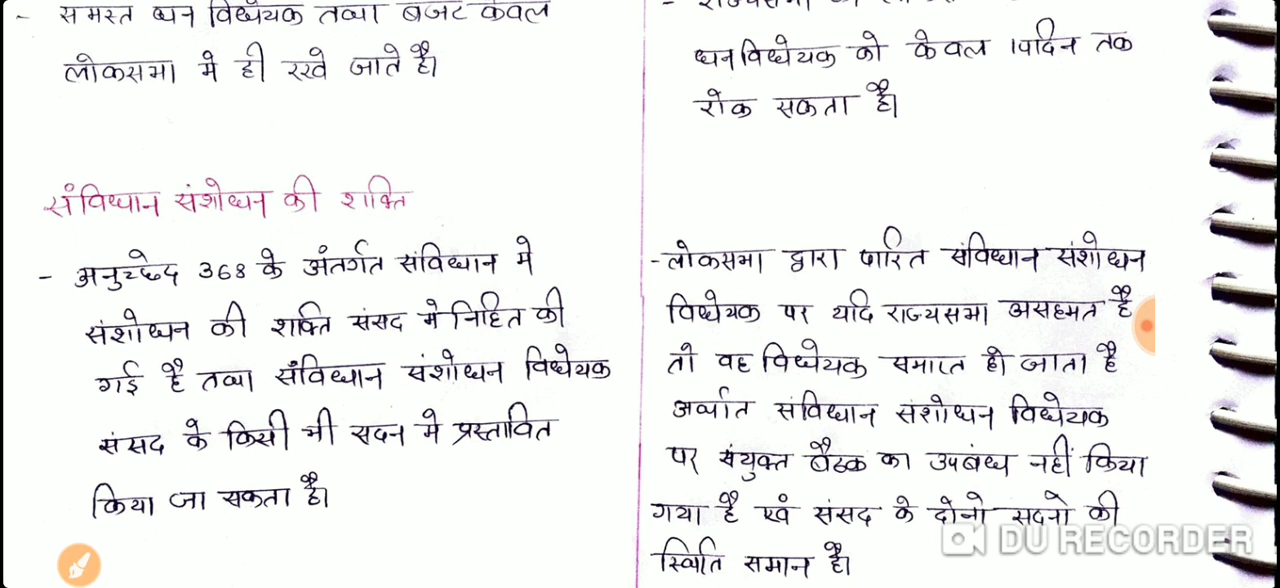 - समस्त धन विधेयक तथा बजट केवल
लोकसभा मे ही रखे जाते है।
धनविधेयक को केवल 14दिन तक
रोक सकता है।
संविधान संशोधन की शक्ति
- अनुच्छेद 368 के अंतर्गत संविधान मे
संशोधन की शक्ति संसद मे निहित की
गई है तथा संविधान संशोधन विधेयक
संसद के किसी भी सदन मे प्रस्तावित
किया जा सकता है।
- लोकसभा द्वारा पारित संविधान संशोधन
विधेयक पर यदि राज्यसभा असहमत है
तो वह विधेयक समाप्त हो जाता है
अर्थात संविधान संशोधन विधेयक
पर संयुक्त बैठक का उपबंध नहीं किया
गया है एवं संसद के दोनो सदनो की
स्थिति समान है।
DU RECORDER